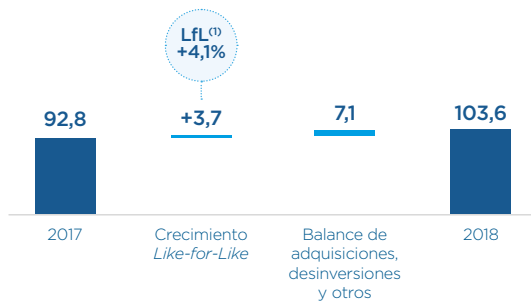 LfL(1)
+4,1%
92,8
+3,7
7,1
103,6
2017
Crecimiento
Like-for-Like
Balance de
adquisiciones,
desinversiones
y otros
2018